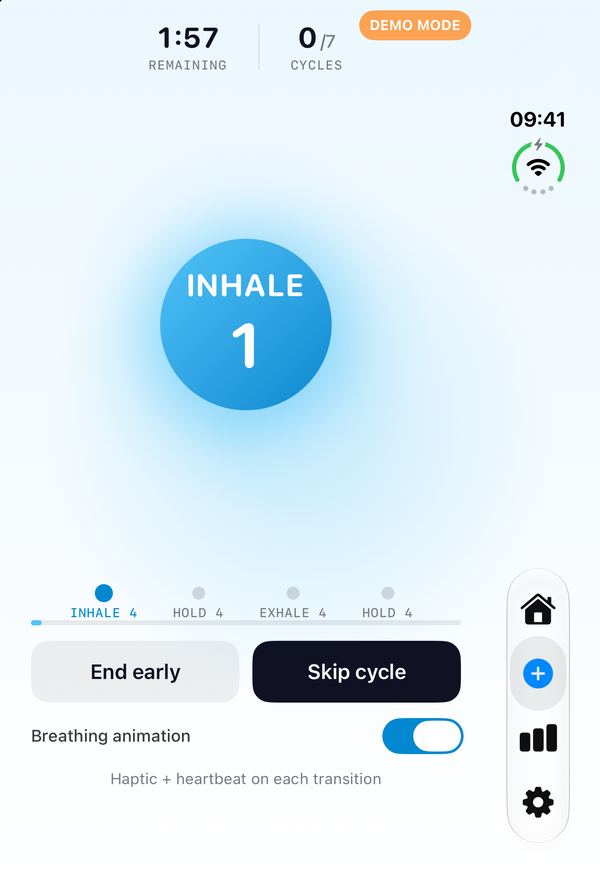 DEMO MODE
1:57
REMAINING
0/7
CYCLES
09:41
INHALE
1
INHALE 4
HOLD 4
EXHALE 4
HOLD 4
End early
Skip cycle
Breathing animation
Haptic + heartbeat on each transition